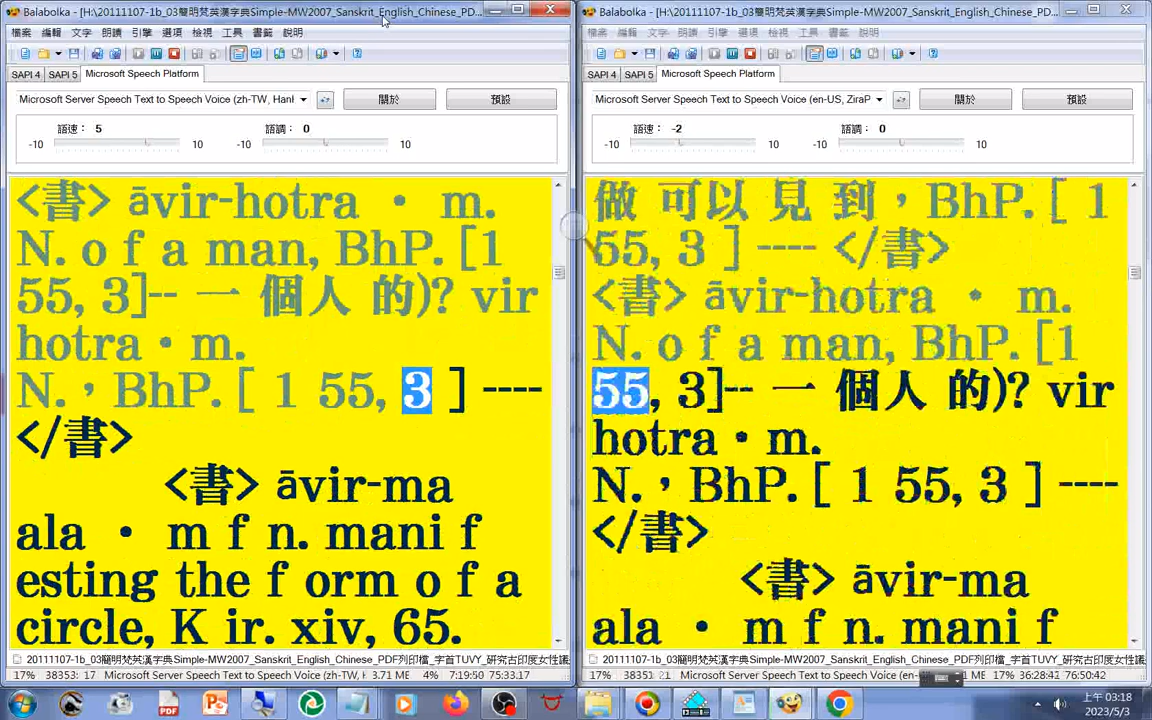 Balabolka - [H:\20111107-1b_03簡明梵英漢字典Simple-MW2007_Sanskrit_English_Chinese_PD...
檔案 編輯 文字 朗讀 引擎 選項 檢視 工具 書籤 說明
SAPI 4 SAPI 5 Microsoft Speech Platform
Microsoft Server Speech Text to Speech Voice (zh-TW, Hanl
關於 預設
語速： 5 語調： 0
-10 10 -10 10
<書> āvir-hotra • m.
N. o f a man, BhP. [1
55, 3]-- 一 個人 的)? vir
hotra • m.
N.，BhP. [ 1 55, 3 ] ----
</書>
<書> āvir-ma
ala • m f n. mani f
esting the f orm o f a
circle, K ir. xiv, 65.
20111107-1b_03簡明梵英漢字典Simple-MW2007_Sanskrit_English_Chinese_PDF列印檔_字首TUVY_研究古印度女性議
17% 38353: 17 Microsoft Server Speech Text to Speech Voice (zh-TW, 3.71 MB 4% 7:19:50 75:33.17
Balabolka - [H:\20111107-1b_03簡明梵英漢字典Simple-MW2007_Sanskrit_English_Chinese_PD...
檔案 編輯 文字 朗讀 引擎 選項 檢視 工具 書籤 說明
SAPI 4 SAPI 5 Microsoft Speech Platform
Microsoft Server Speech Text to Speech Voice (en-US, ZiraP
關於 預設
語速： -2 語調： 0
-10 10 -10 10
做 可以 見 到，BhP. [ 1
55, 3 ] ---- </書>
<書> āvir-hotra • m.
N. o f a man, BhP. [1
55, 3]-- 一 個人 的)? vir
hotra • m.
N.，BhP. [ 1 55, 3 ] ----
</書>
<書> āvir-ma
ala • m f n. mani f
20111107-1b_03簡明梵英漢字典Simple-MW2007_Sanskrit_English_Chinese_PDF列印檔_字首TUVY_研究古印度女性議
17% 38351: 21 Microsoft Server Speech Text to Speech Voice (en-US, 17% 36:28:42 76:50:42
PDF
上午 03:18
2023/5/3